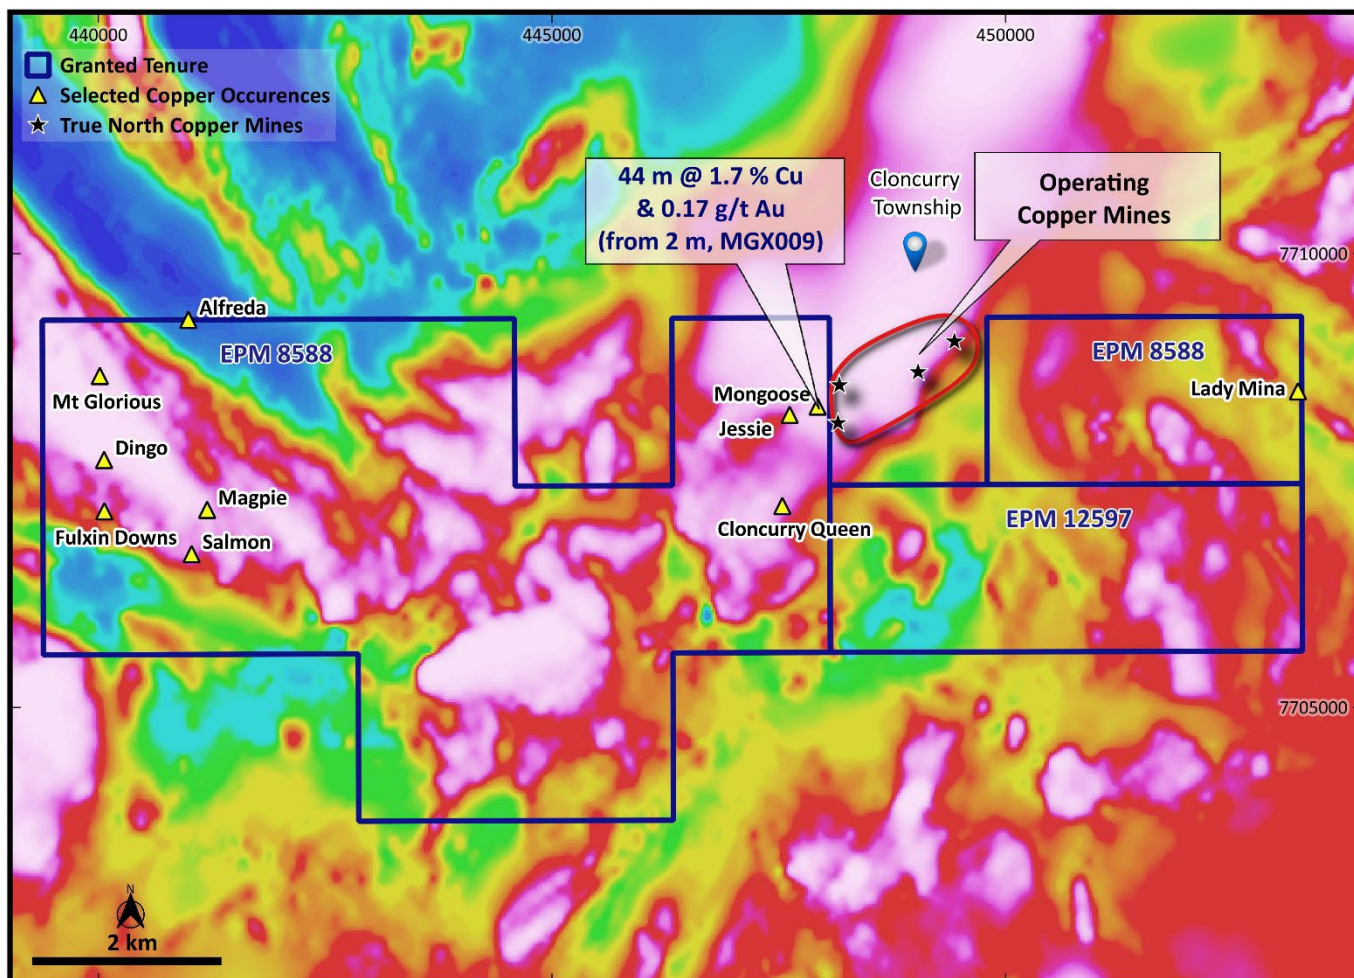 440000
445000
450000
Granted Tenure
Selected Copper Occurences
True North Copper Mines
44 m @ 1.7 % Cu
& 0.17 g/t Au
(from 2 m, MGX009)
Cloncurry
Township
Operating
Copper Mines
7710000
Alfreda
EPM 8588
EPM 8588
Mt Glorious
Mongoose
Lady Mina
Jessie
Dingo
Magpie
Cloncurry Queen
EPM 12597
Fulxin Downs
Salmon
7705000
N
2 km